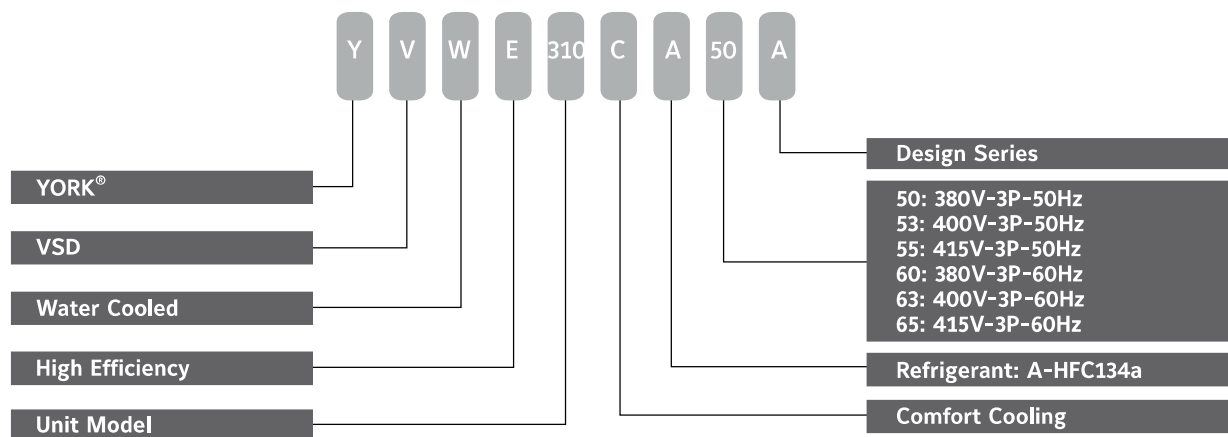 Y V W E 310 C A 50 A
YORK®
VSD
Water Cooled
High Efficiency
Unit Model
Design Series
50: 380V-3P-50Hz
53: 400V-3P-50Hz
55: 415V-3P-50Hz
60: 380V-3P-60Hz
63: 400V-3P-60Hz
65: 415V-3P-60Hz
Refrigerant: A-HFC134a
Comfort Cooling